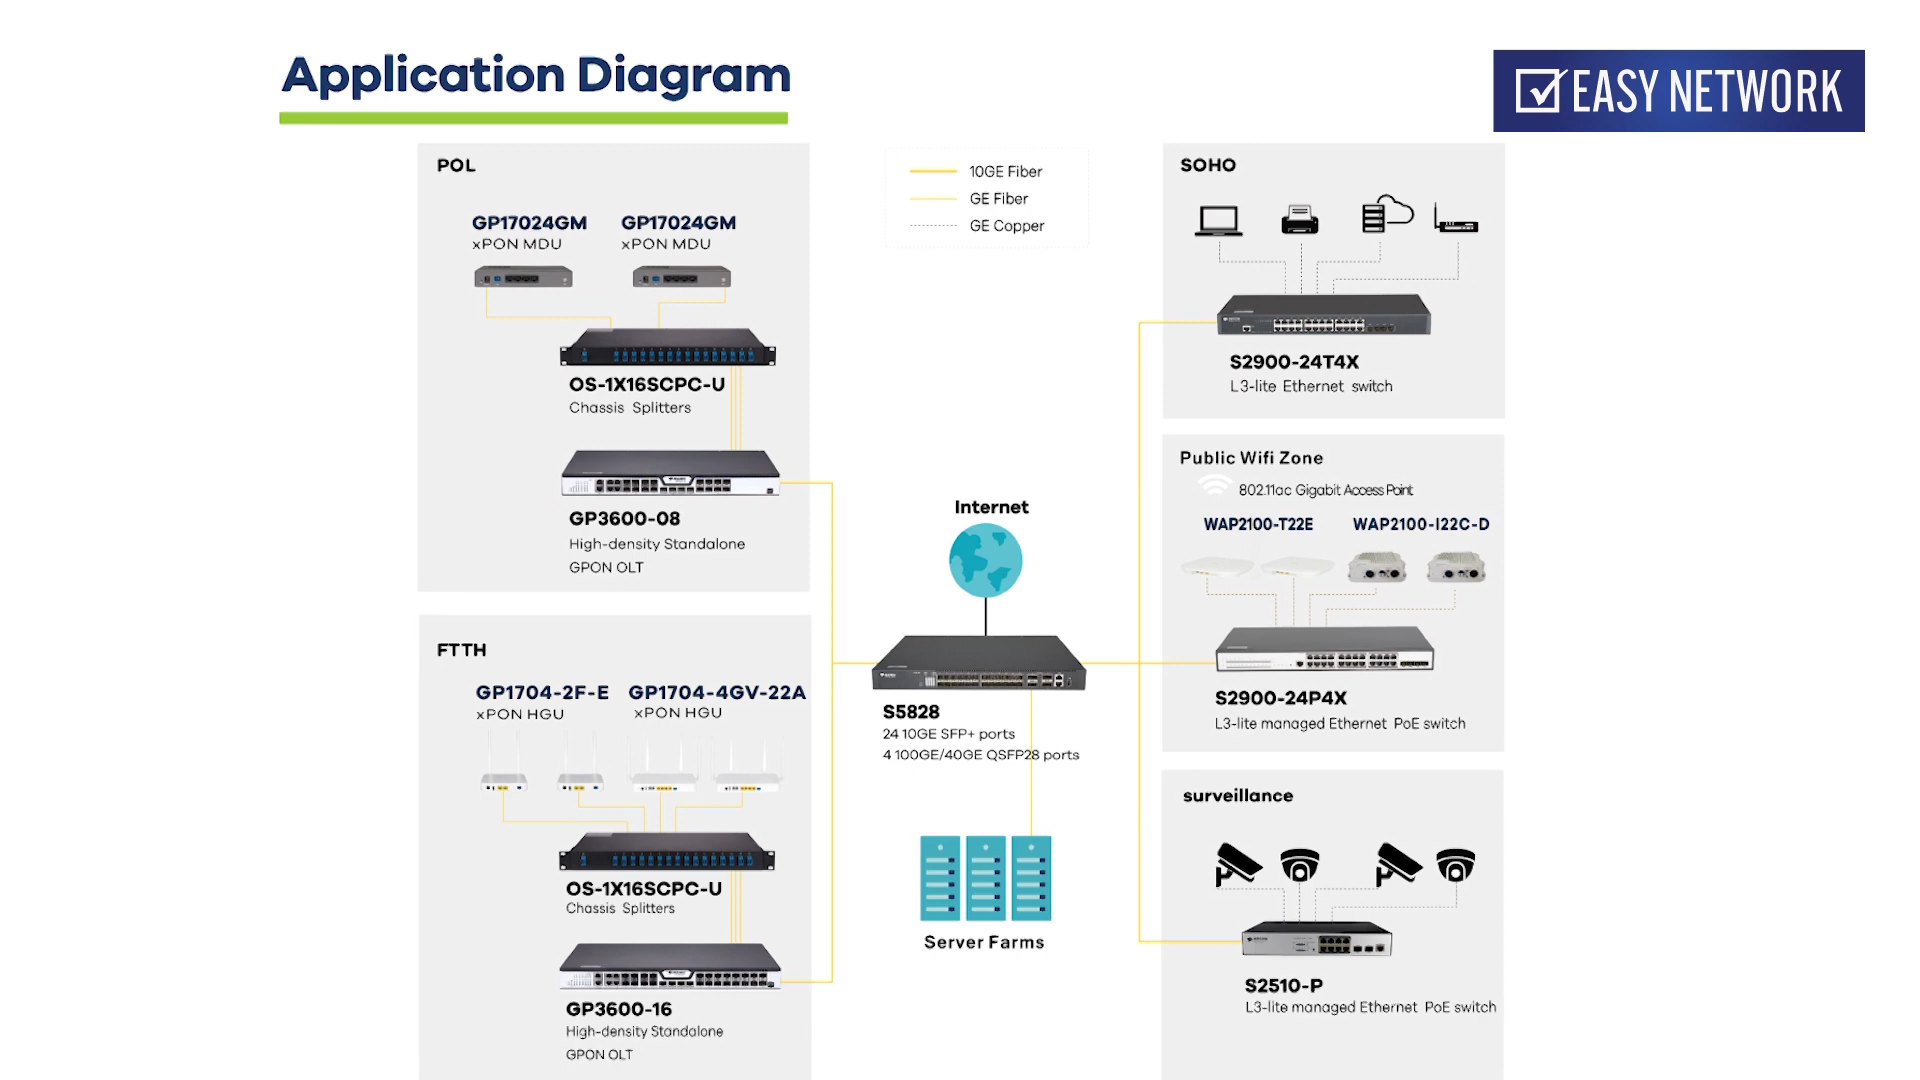 Application Diagram
EASY NETWORK
POL
GP17024GM
xPON MDU
GP17024GM
xPON MDU
OS-1X16SCPC-U
Chassis Splitters
GP3600-08
High-density Standalone
GPON OLT
FTTH
GP1704-2F-E
xPON HGU
GP1704-4GV-22A
xPON HGU
OS-1X16SCPC-U
Chassis Splitters
GP3600-16
High-density Standalone
GPON OLT
10GE Fiber
GE Fiber
GE Copper
Internet
S5828
24 10GE SFP+ ports
4 100GE/40GE QSFP28 ports
Server Farms
SOHO
S2900-24T4X
L3-lite Ethernet switch
Public Wifi Zone
802.11ac Gigabit Access Point
WAP2100-T22E
WAP2100-I22C-D
S2900-24P4X
L3-lite managed Ethernet PoE switch
surveillance
S2510-P
L3-lite managed Ethernet PoE switch